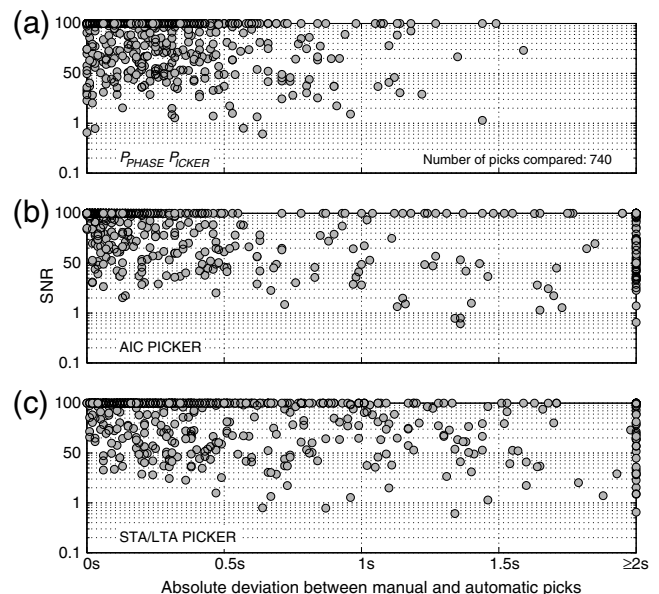 (a)
100
50
1
0.1
PPHASE PICKER
Number of picks compared: 740
(b)
100
50
1
0.1
SNR
AIC PICKER
(c)
100
50
1
0.1
STA/LTA PICKER
0s 0.5s 1s 1.5s ≥2s
Absolute deviation between manual and automatic picks